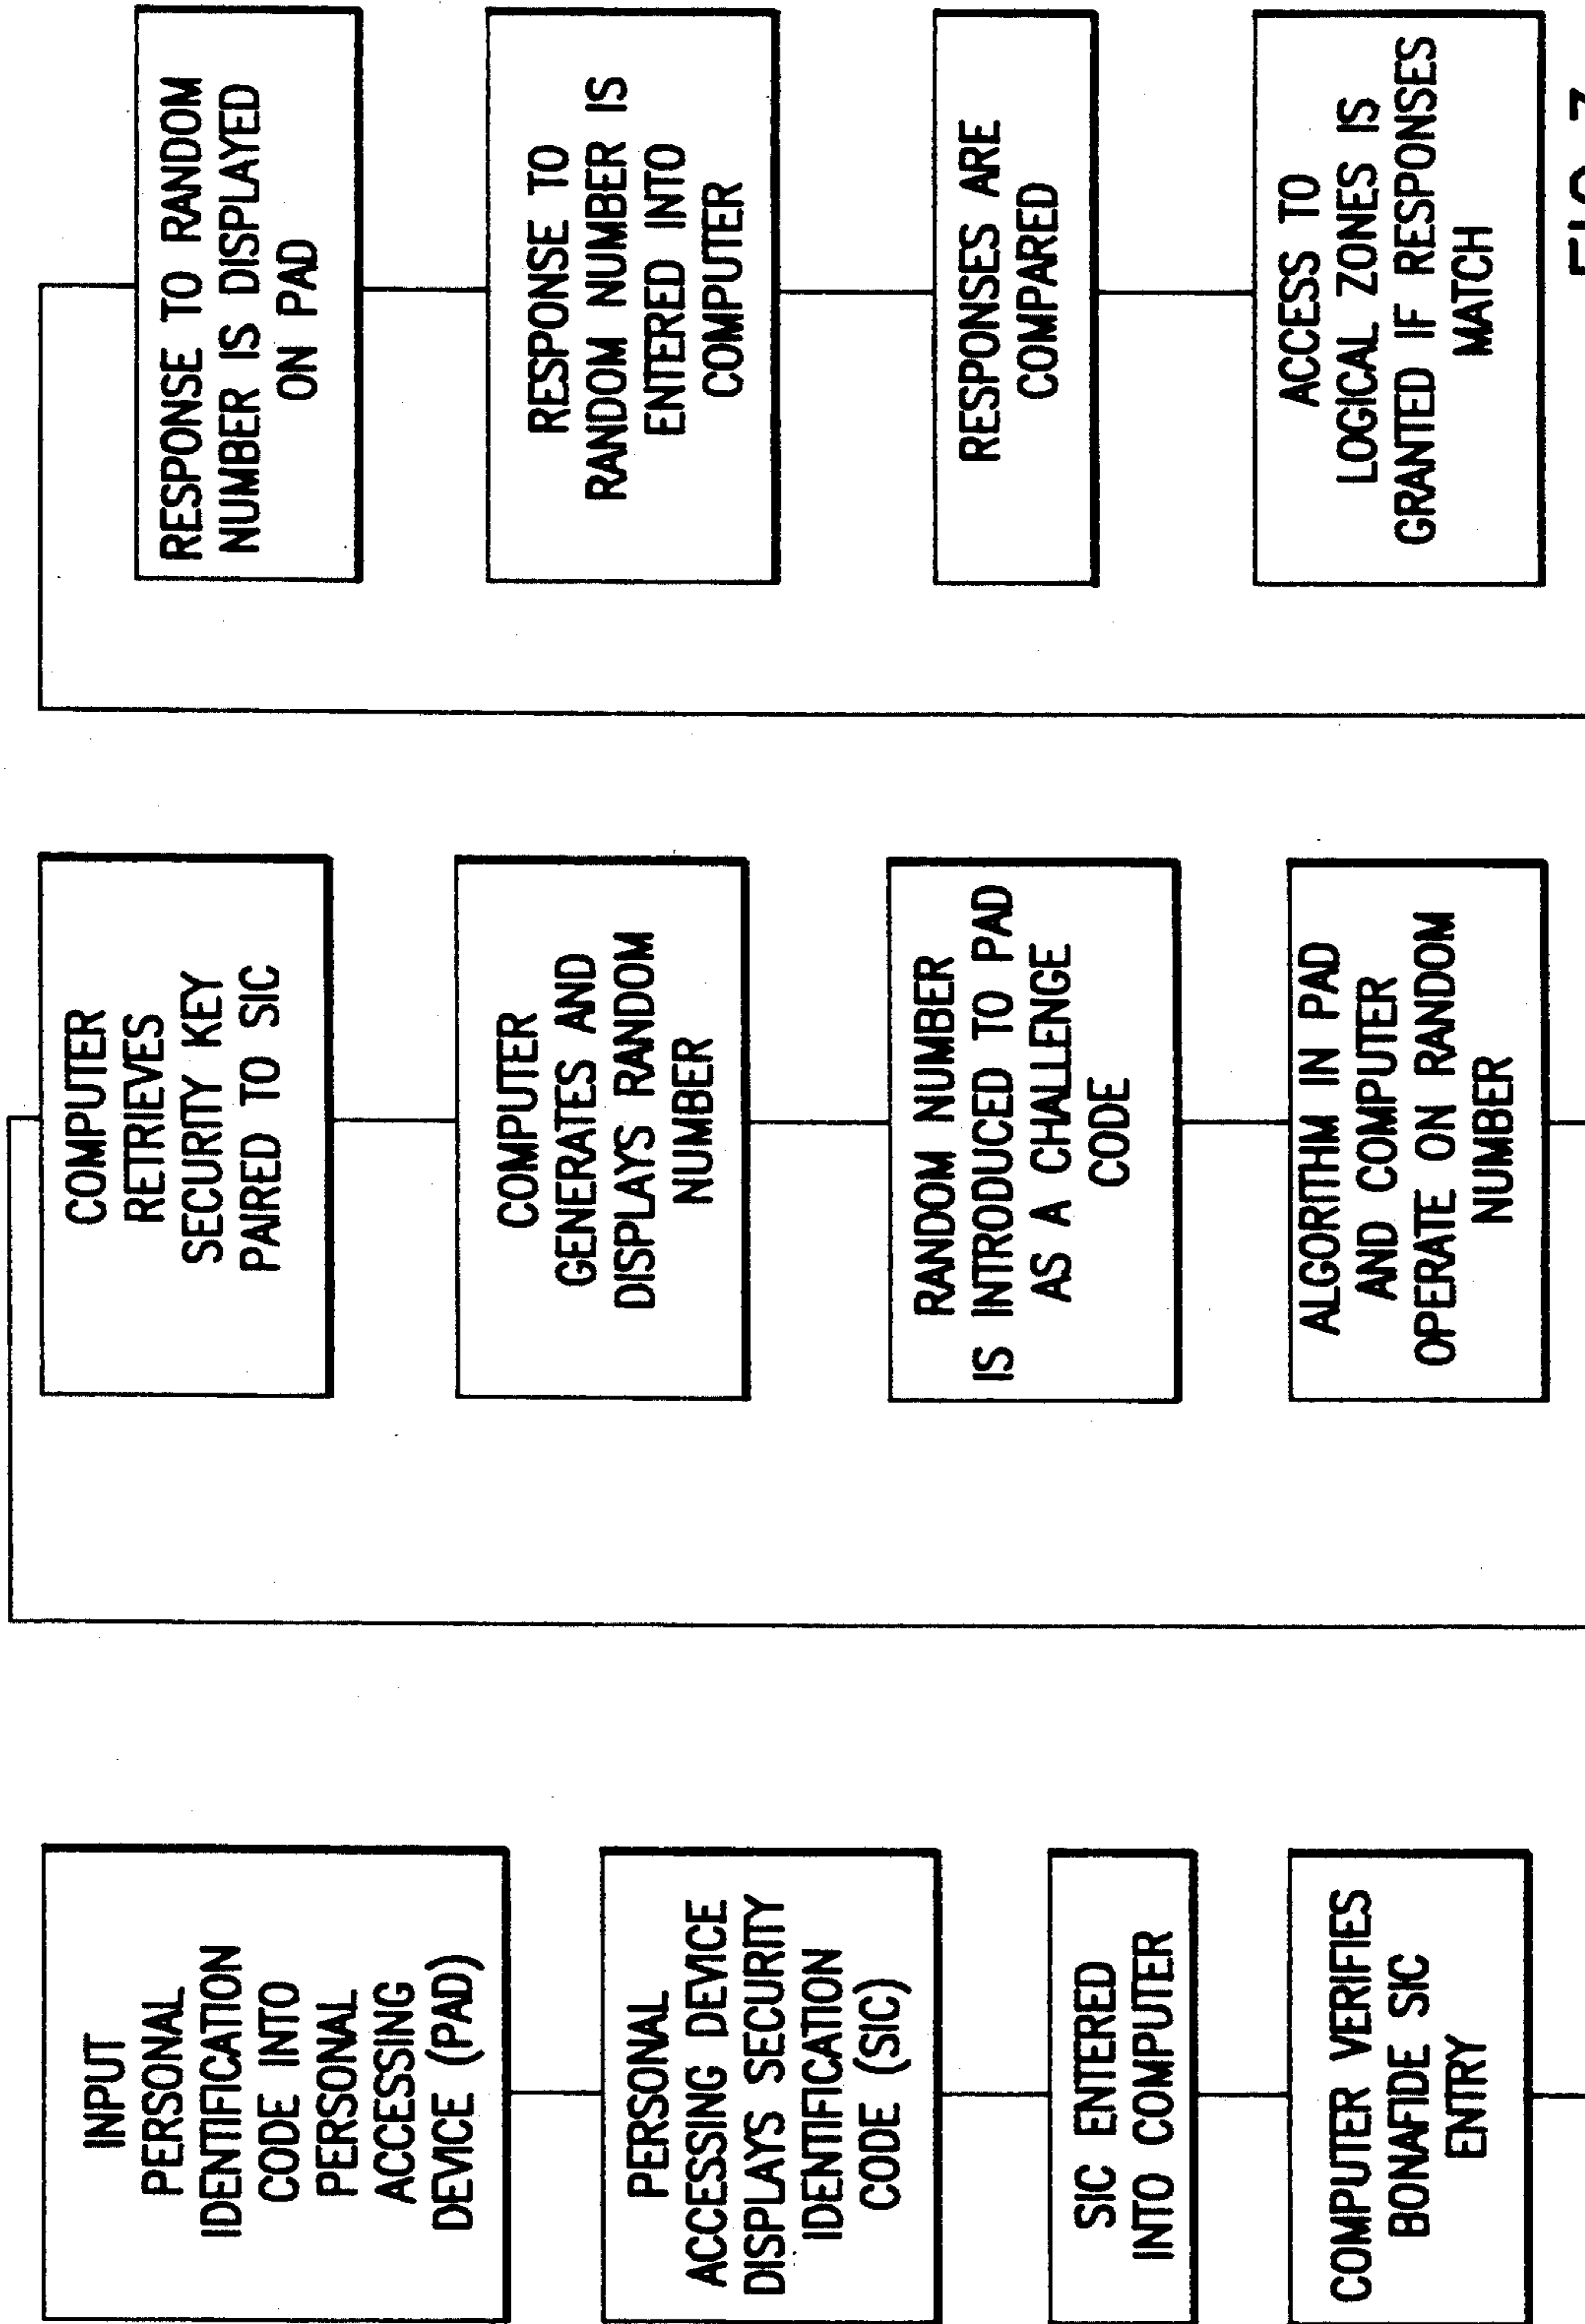 INPUT
PERSONAL
IDENTIFICATION
CODE INTO
PERSONAL
ACCESSING
DEVICE (PAD)
PERSONAL
ACCESSING DEVICE
DISPLAYS SECURITY
IDENTIFICATION
CODE (SIC)
SIC ENTERED
INTO COMPUTER
COMPUTER VERIFIES
BONAFIDE SIC
ENTRY
COMPUTER
RETRIEVES
SECURITY KEY
PAIRED TO SIC
COMPUTER
GENERATES AND
DISPLAYS RANDOM
NUMBER
RANDOM NUMBER
IS INTRODUCED TO PAD
AS A CHALLENGE
CODE
ALGORITHM IN PAD
AND COMPUTER
OPERATE ON RANDOM
NUMBER
RESPONSE TO RANDOM
NUMBER IS DISPLAYED
ON PAD
RESPONSE TO
RANDOM NUMBER IS
ENTERED INTO
COMPUTER
RESPONSES ARE
COMPARED
ACCESS TO
LOGICAL ZONES IS
GRANTED IF RESPONSES
MATCH